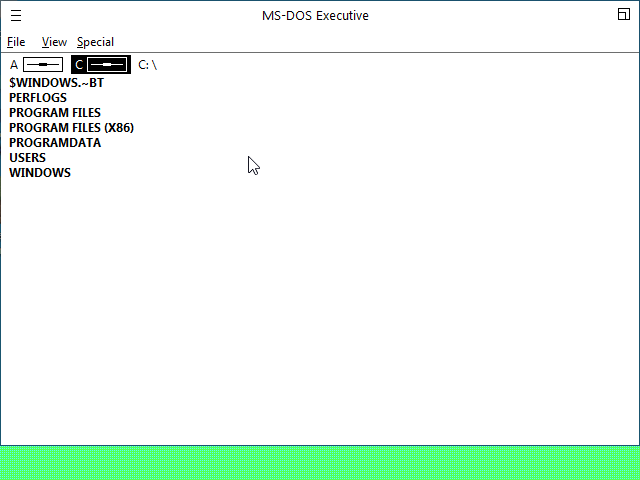 MS-DOS Executive
File View Special
A C C: \
$WINDOWS.~BT
PERFLOGS
PROGRAM FILES
PROGRAM FILES (X86)
PROGRAMDATA
USERS
WINDOWS